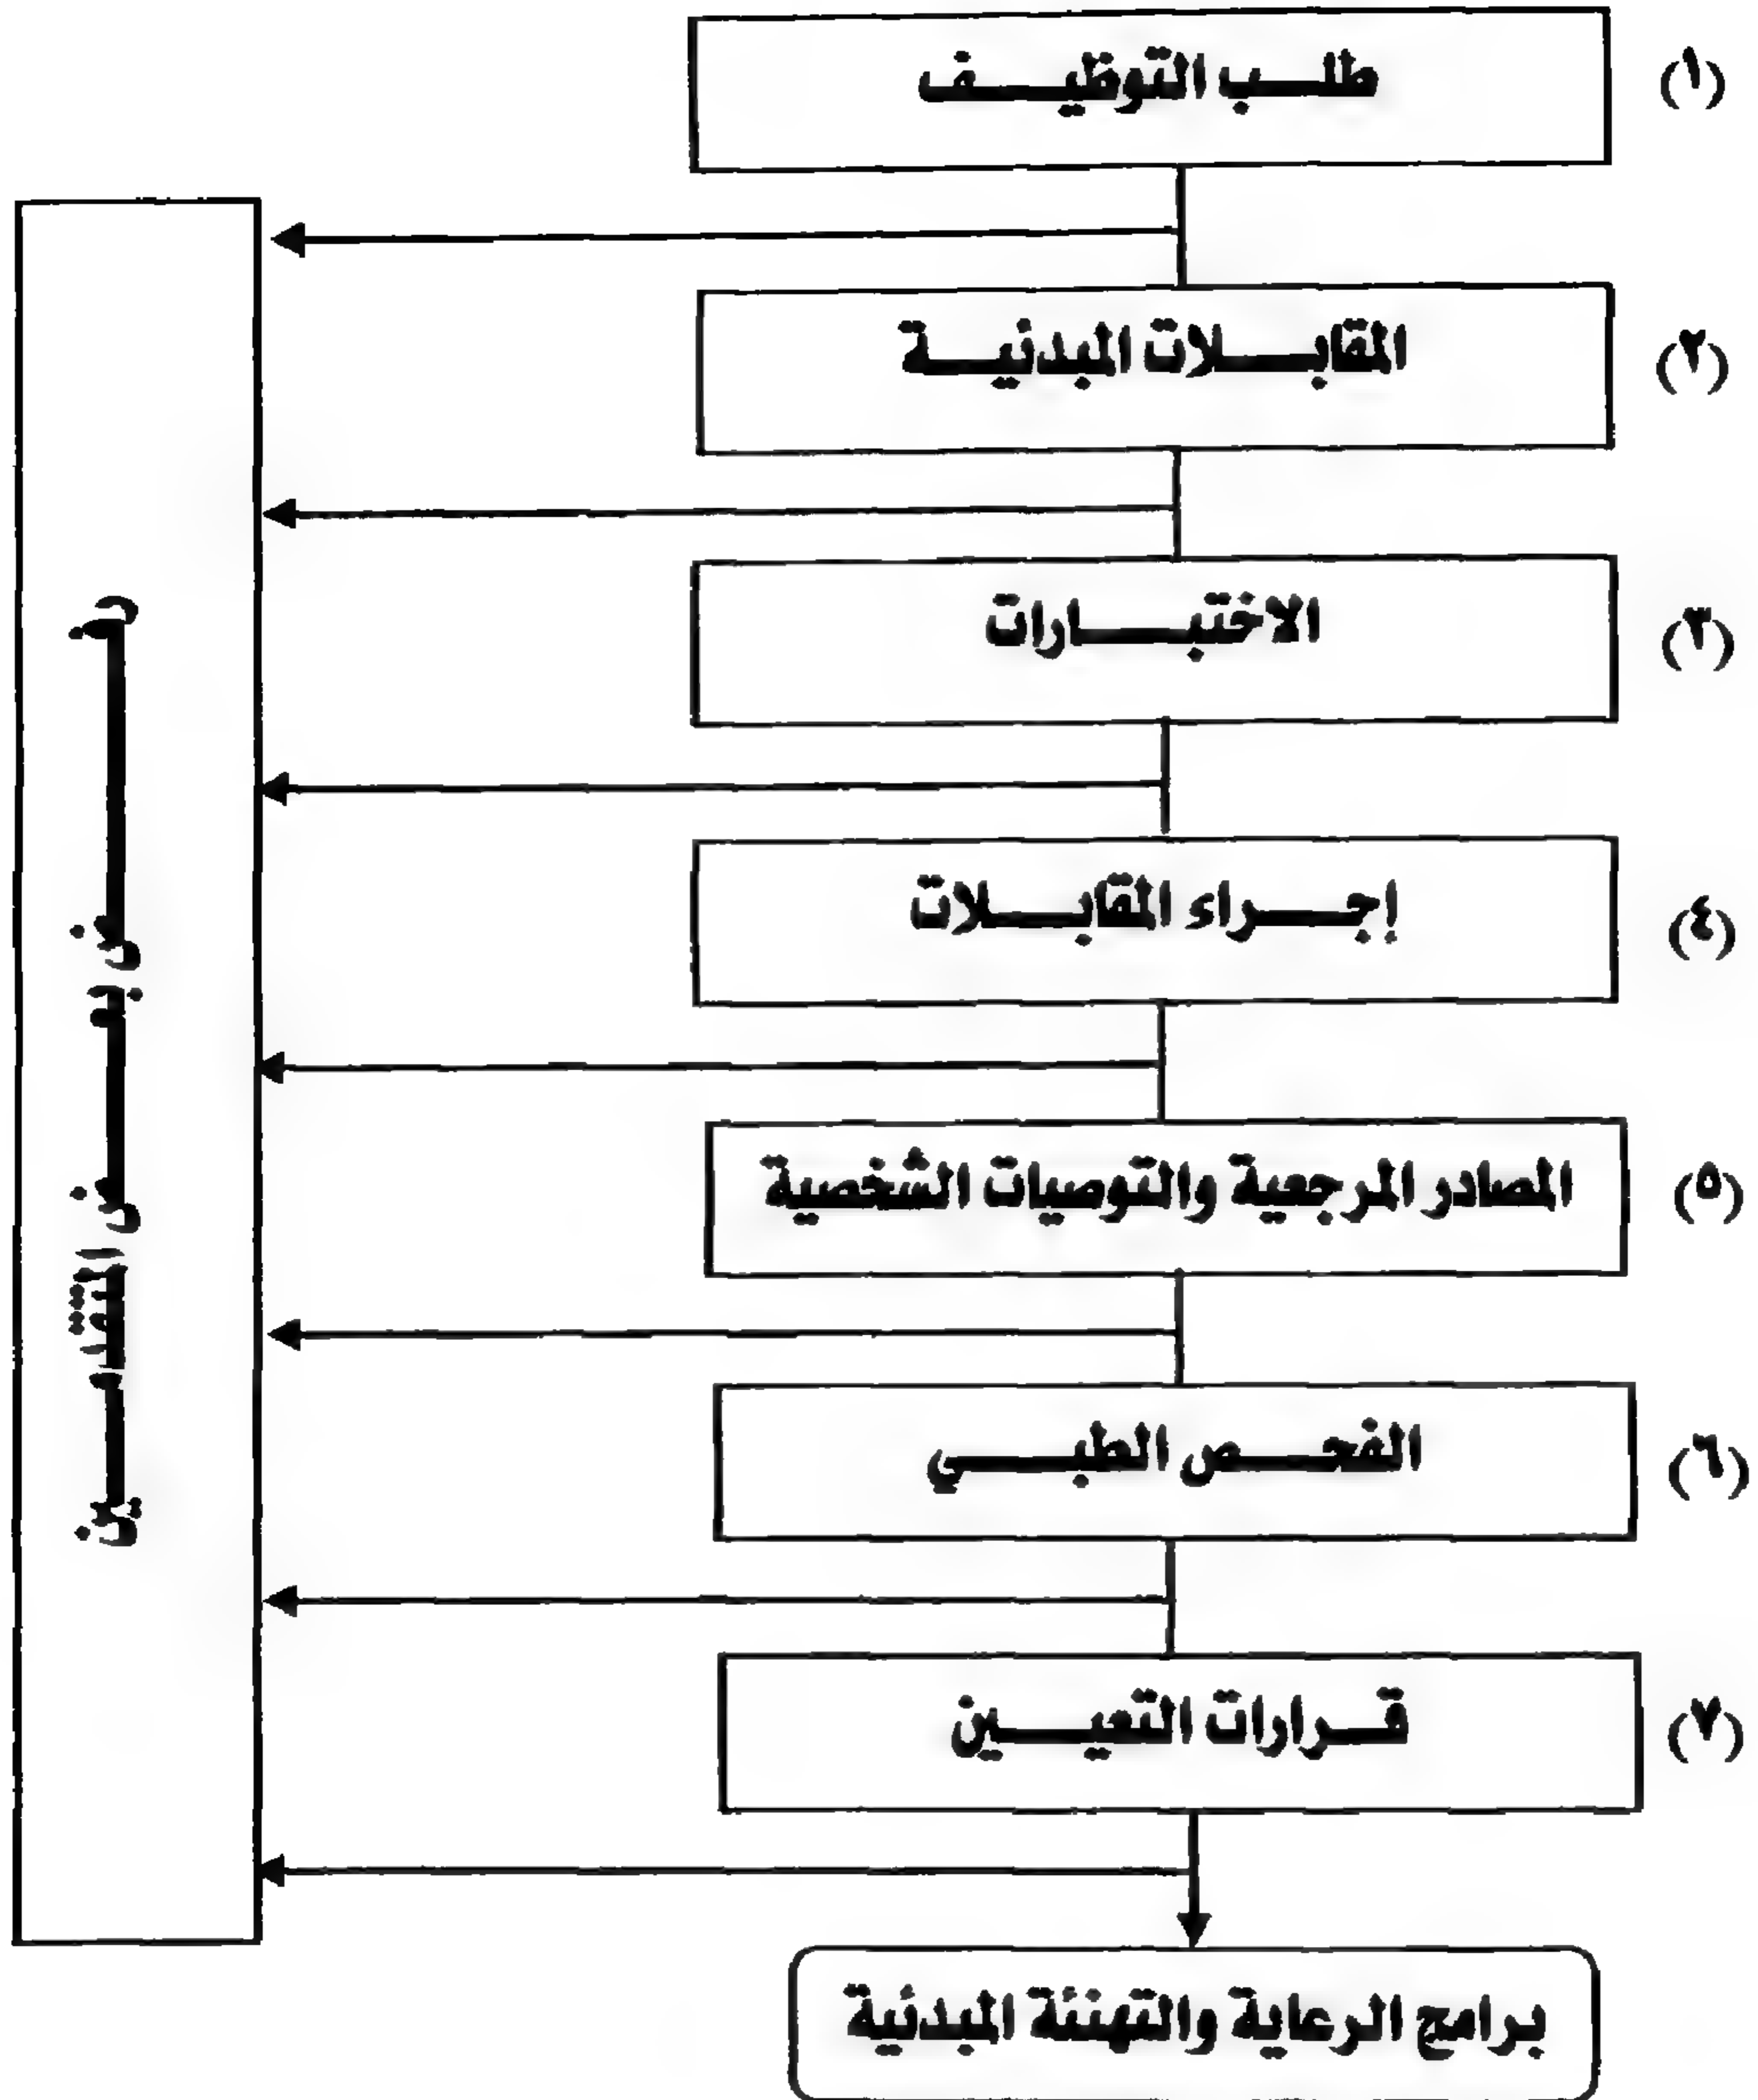 (١) طلب التوظيف
(٢) المقابلات المبدئية
(٣) الاختبارات
(٤) إجراء المقابلات
(٥) المصادر المرجعية والتوصيات الشخصية
(٦) الفحص الطبي
(٧) قرارات التعيين
برامج الرعاية والتهيئة المبدئية
رفض بعض المتقدمين